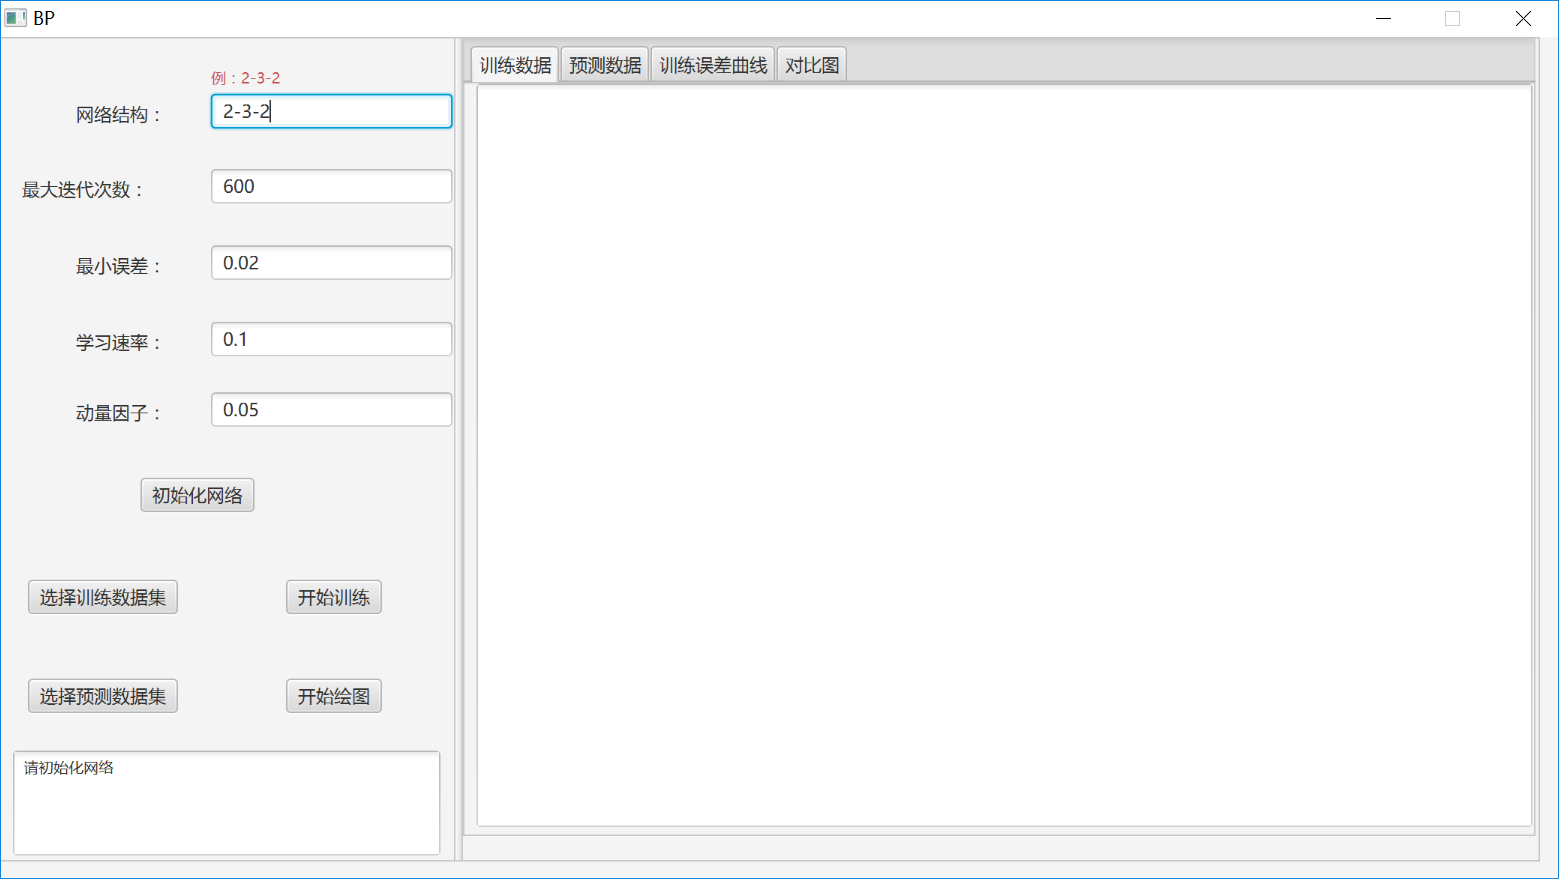 BP
例：2-3-2
网络结构： 2-3-2
最大迭代次数： 600
最小误差： 0.02
学习速率： 0.1
动量因子： 0.05
初始化网络
选择训练数据集 开始训练
选择预测数据集 开始绘图
请初始化网络
训练数据 预测数据 训练误差曲线 对比图